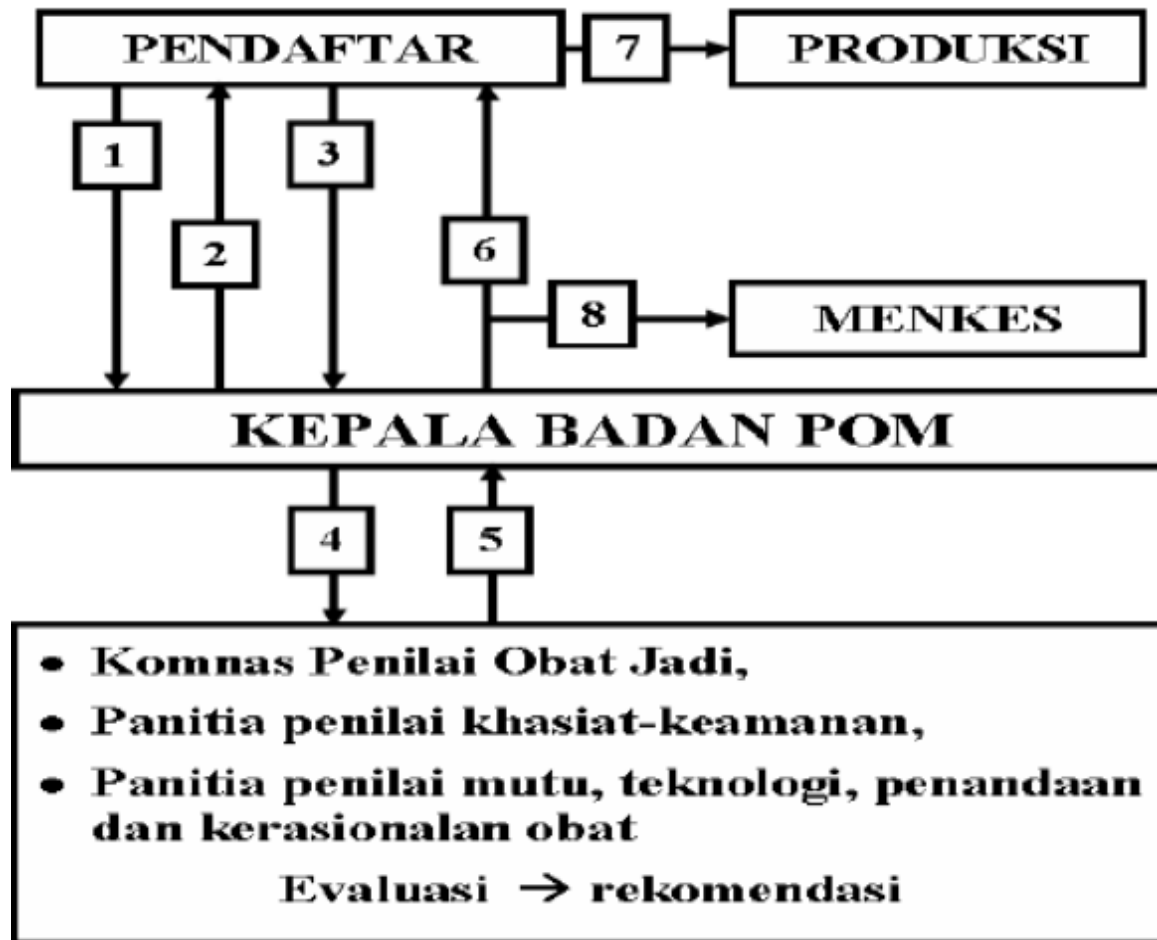 PENDAFTAR
7
PRODUKSI
1
3
2
6
8
MENKES
KEPALA BADAN POM
4
5
• Komnas Penilai Obat Jadi,
• Panitia penilai khasiat-keamanan,
• Panitia penilai mutu, teknologi, penandaan
dan kerasionalan obat
Evaluasi → rekomendasi